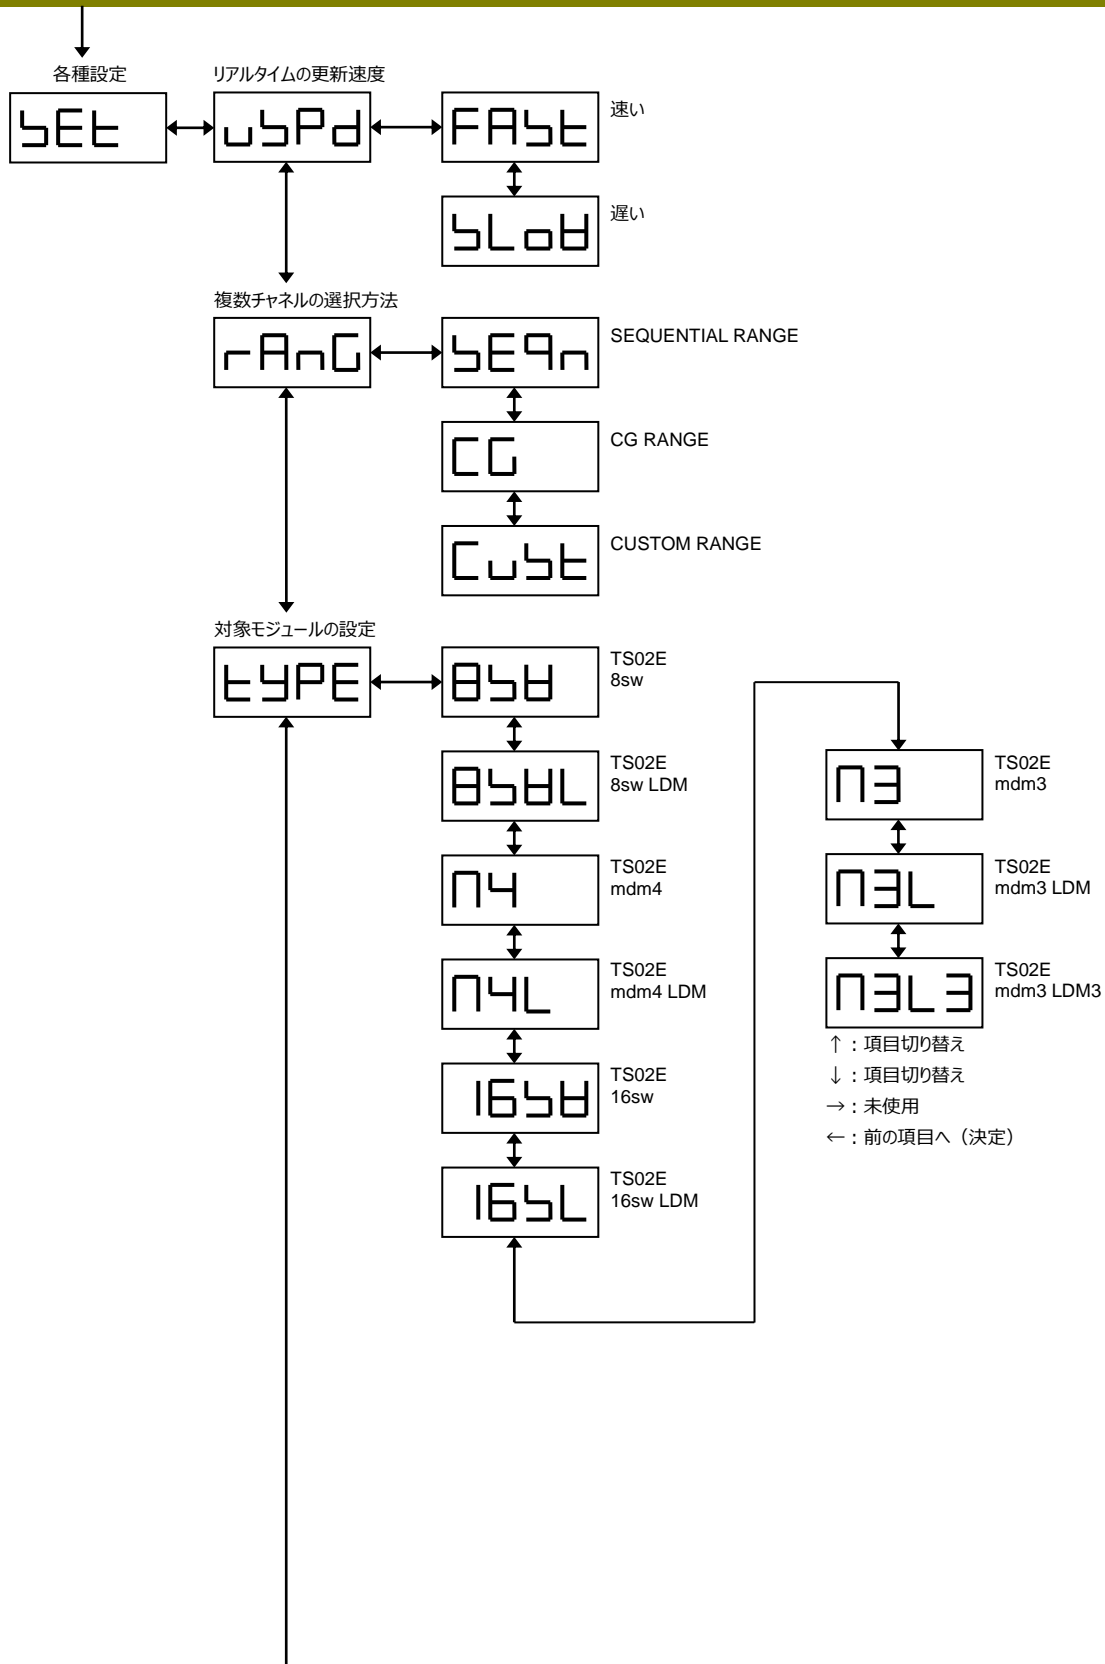 各種設定
SEt
リアルタイムの更新速度
uSPd
FASt
速い
SLoW
遅い
複数チャネルの選択方法
rAnG
SEqn
SEQUENTIAL RANGE
CG
CG RANGE
CuSt
CUSTOM RANGE
対象モジュールの設定
tyPE
8SW
TS02E
8sw
8SWL
TS02E
8sw LDM
M4
TS02E
mdm4
M4L
TS02E
mdm4 LDM
16SW
TS02E
16sw
16SL
TS02E
16sw LDM
M3
TS02E
mdm3
M3L
TS02E
mdm3 LDM
M3L3
TS02E
mdm3 LDM3
↑：項目切り替え
↓：項目切り替え
→：未使用
←：前の項目へ（決定）